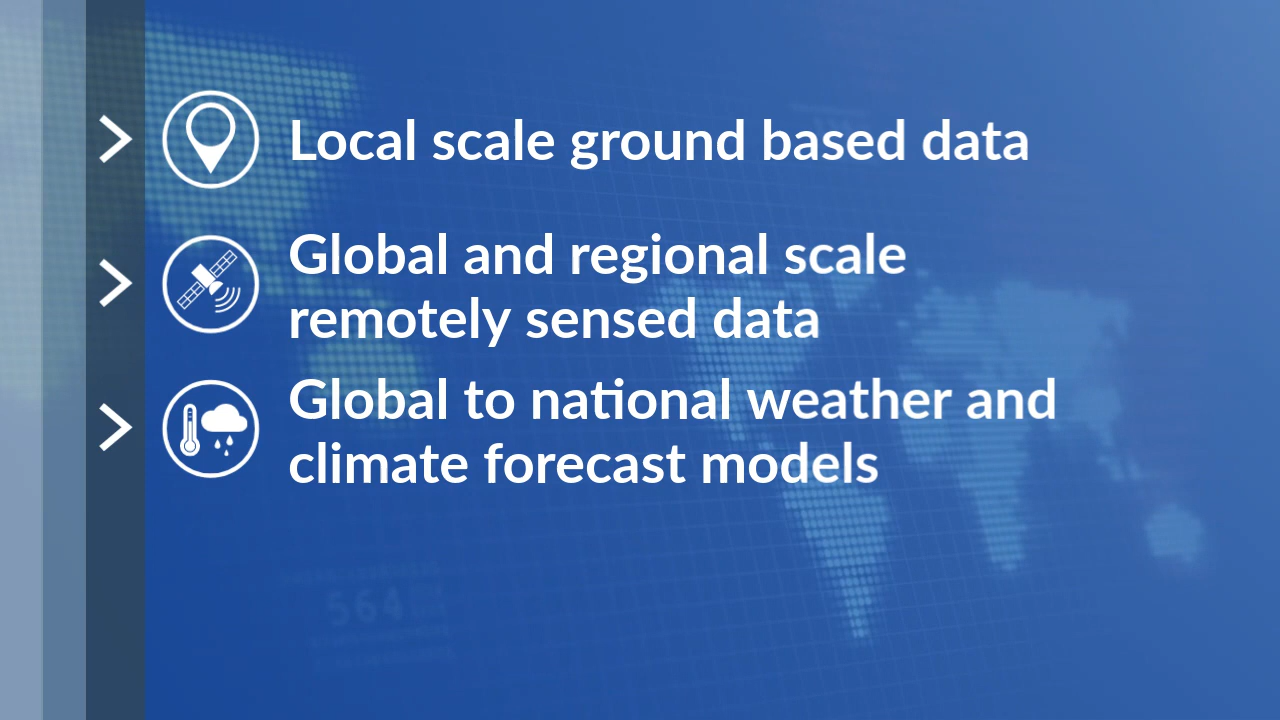 Local scale ground based data
Global and regional scale
remotely sensed data
Global to national weather and
climate forecast models
564